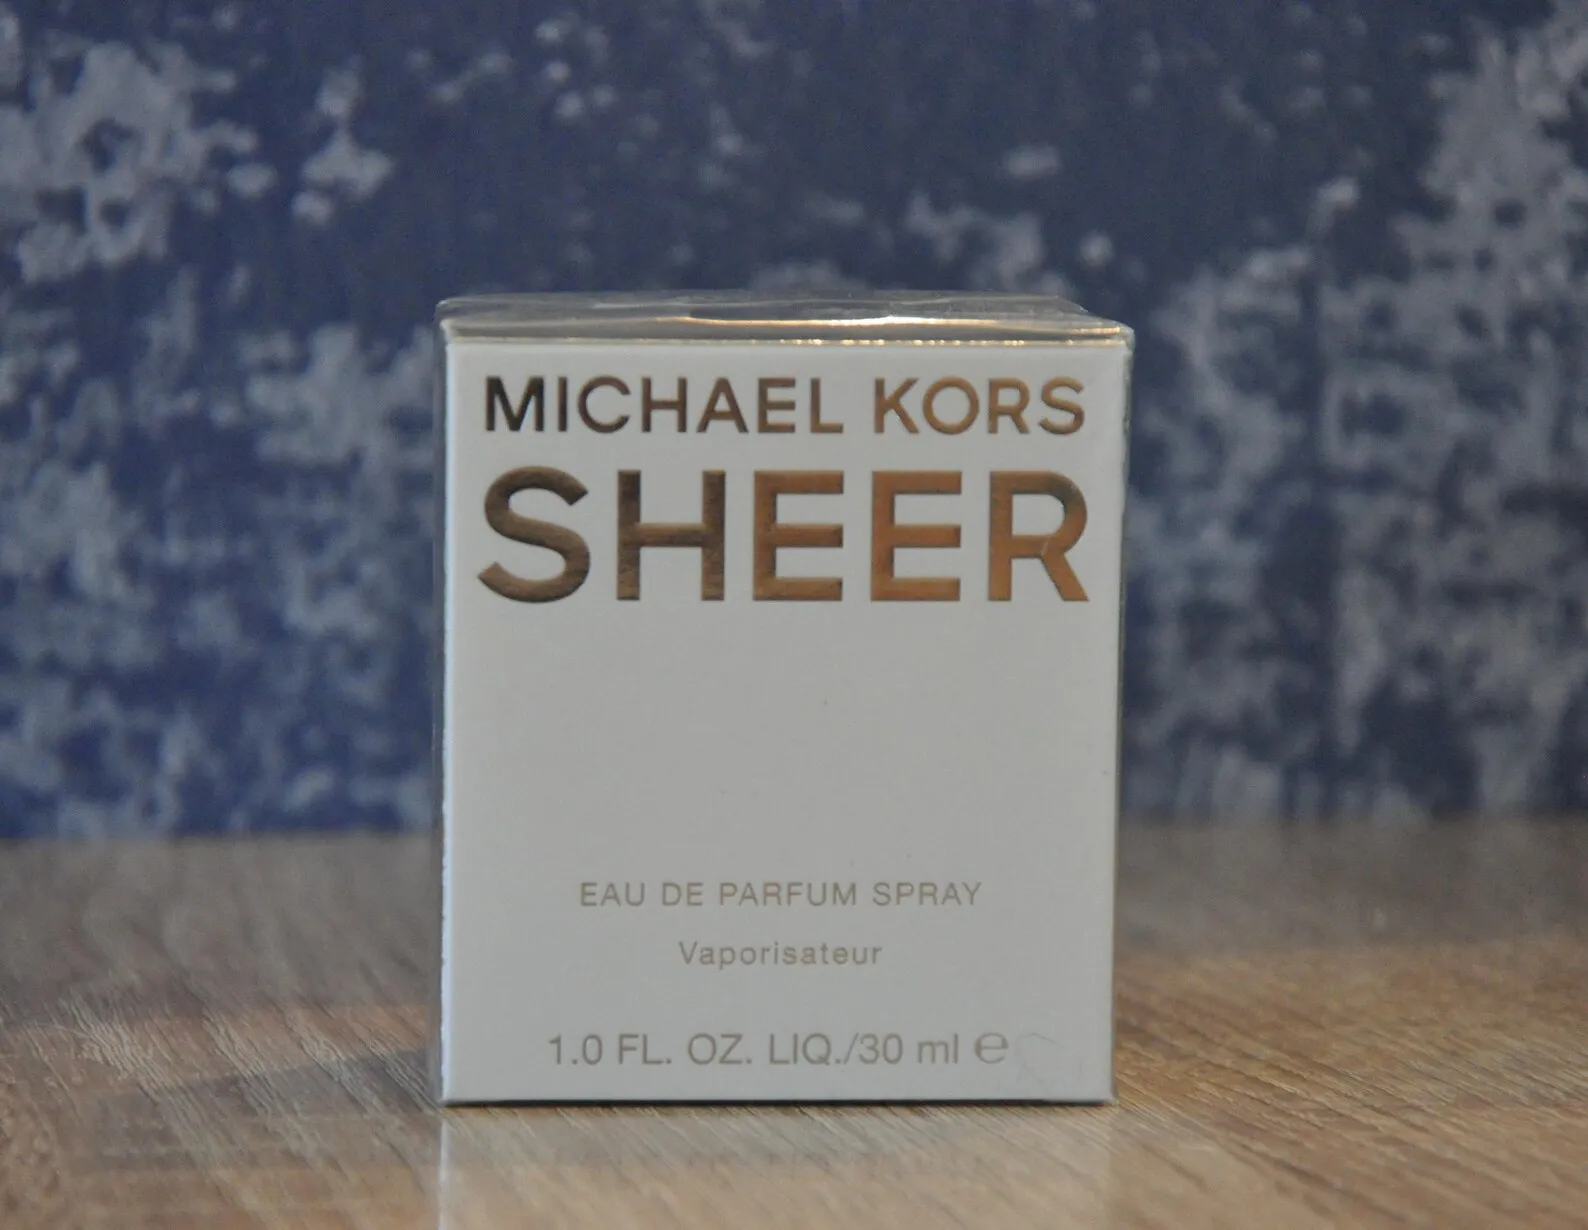 MICHAEL KORS
SHEER
EAU DE PARFUM SPRAY
Vaporisateur
1.0 FL. OZ. LIQ./30 ml ℮